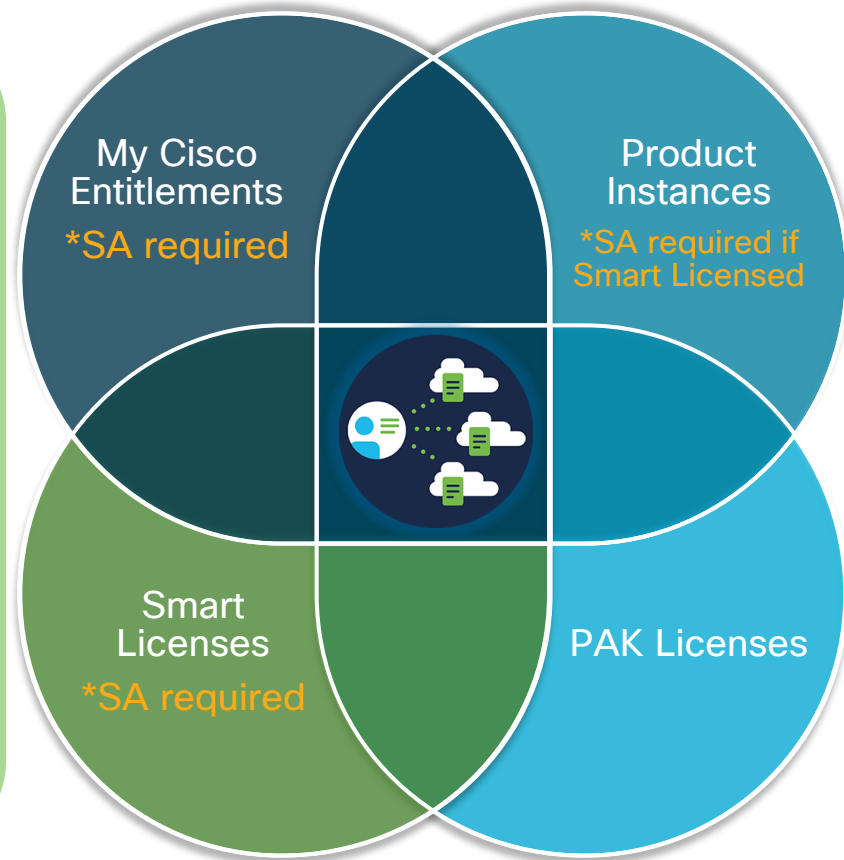 My Cisco
Entitlements
*SA required
Product
Instances
*SA required if
Smart Licensed
Smart
Licenses
*SA required
PAK Licenses